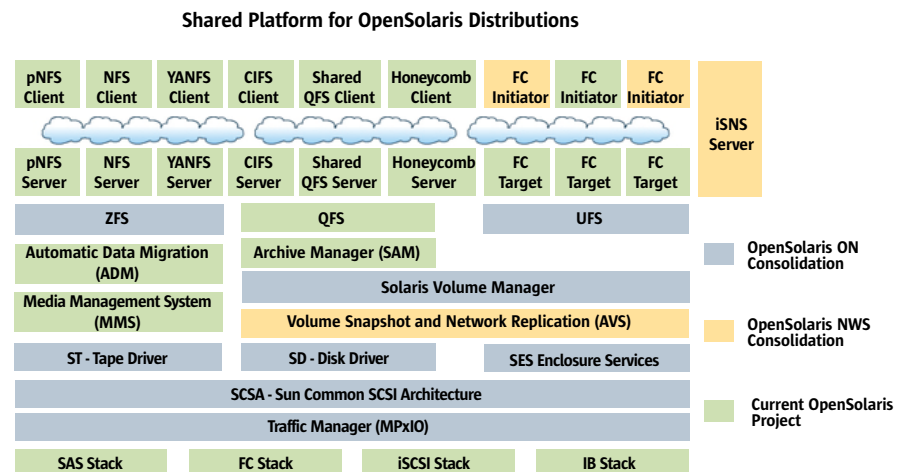 Shared Platform for OpenSolaris Distributions
pNFS
Client
NFS
Client
YANFS
Client
CIFS
Client
Shared
QFS Client
Honeycomb
Client
FC
Initiator
FC
Initiator
FC
Initiator
iSNS
Server
pNFS
Server
NFS
Server
YANFS
Server
CIFS
Server
Shared
QFS Server
Honeycomb
Server
FC
Target
FC
Target
FC
Target
ZFS
QFS
UFS
Automatic Data Migration
(ADM)
Archive Manager (SAM)
Solaris Volume Manager
Media Management System
(MMS)
Volume Snapshot and Network Replication (AVS)
ST - Tape Driver
SD - Disk Driver
SES Enclosure Services
SCSA - Sun Common SCSI Architecture
Traffic Manager (MPxIO)
SAS Stack
FC Stack
iSCSI Stack
IB Stack
OpenSolaris ON
Consolidation
OpenSolaris NWS
Consolidation
Current OpenSolaris
Project